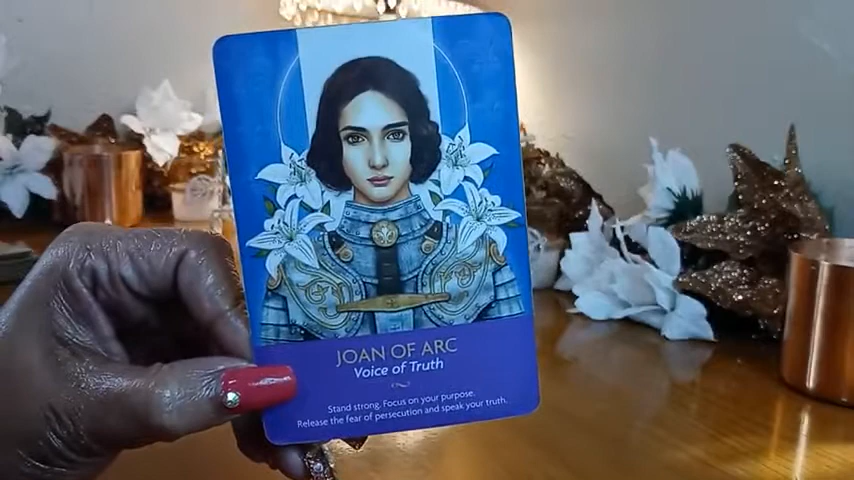 JOAN OF ARC
Voice of Truth
Stand strong. Focus on your purpose.
Release the fear of persecution and speak your truth.